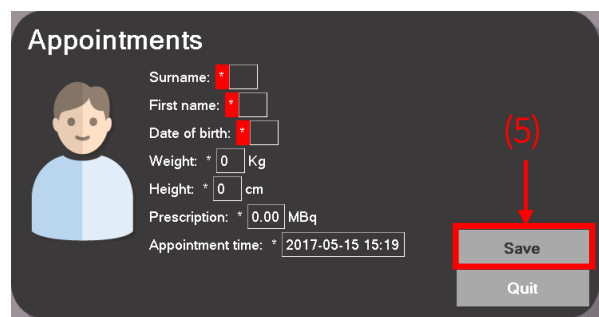 Appointments
Surname: *
First name: *
Date of birth: *
Weight: * 0 Kg
Height: * 0 cm
Prescription: * 0.00 MBq
Appointment time: * 2017-05-15 15:19
(5)
Save
Quit